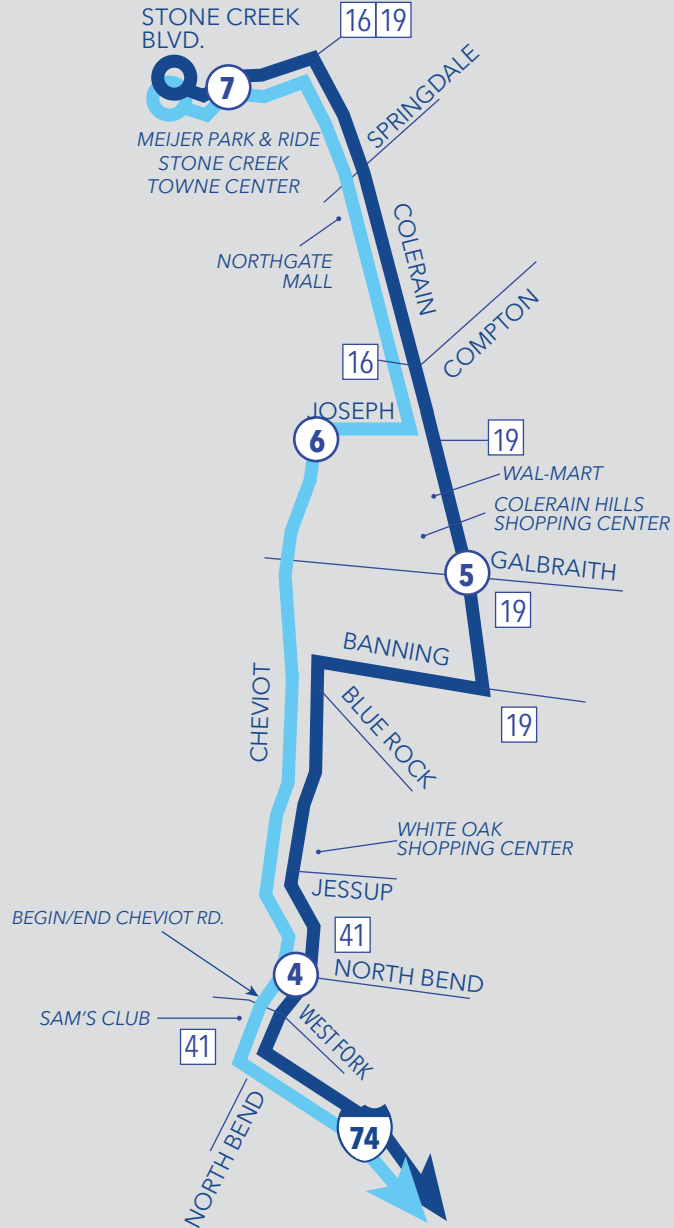 STONE CREEK
BLVD.
16 19
7
SPRINGDALE
MEIJER PARK & RIDE
STONE CREEK
TOWNE CENTER
COLERAIN
NORTHGATE
MALL
COMPTON
16
JOSEPH
6
19
WAL-MART
COLERAIN HILLS
SHOPPING CENTER
GALBRAITH
5
19
BANNING
CHEVIOT
BLUE ROCK
19
WHITE OAK
SHOPPING CENTER
JESSUP
BEGIN/END CHEVIOT RD.
41
4
NORTH BEND
SAM'S CLUB
WEST FORK
41
NORTH BEND
74